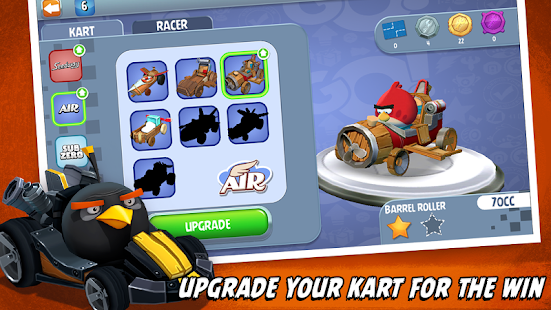 6
KART
RACER
AIR
SUB ZERO
0
4
22
0
AIR
UPGRADE
BARREL ROLLER
70CC
UPGRADE YOUR KART FOR THE WIN